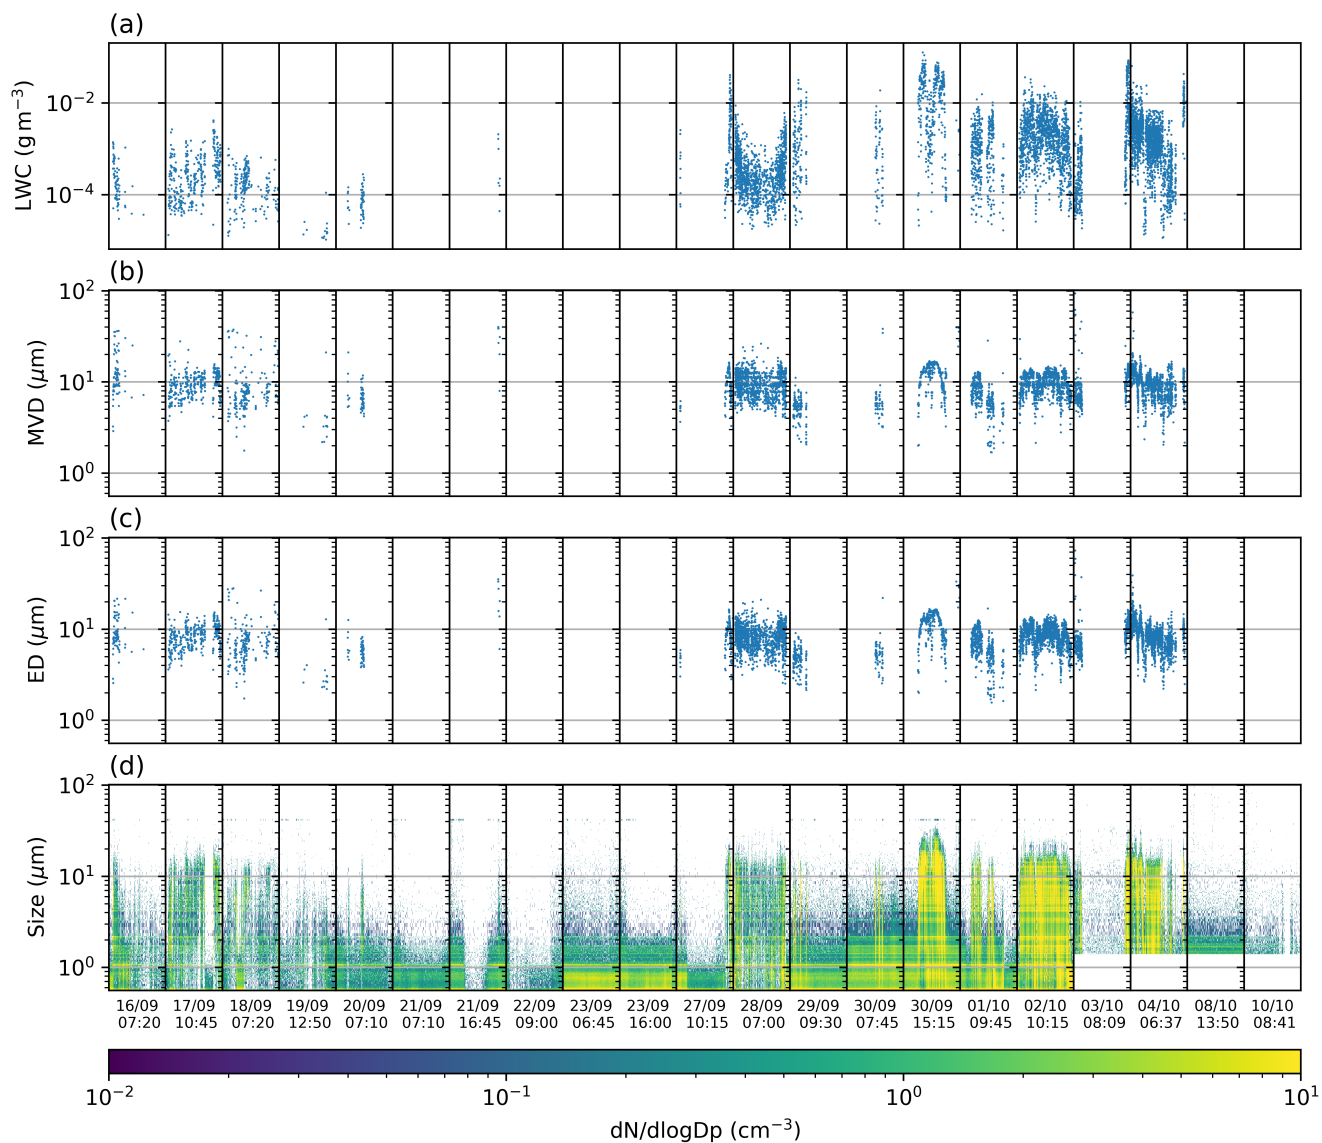 (a)
LWC (g m⁻³)
10⁻²
10⁻⁴
(b)
MVD (μm)
10²
10¹
10⁰
(c)
ED (μm)
10²
10¹
10⁰
(d)
Size (μm)
10²
10¹
10⁰
16/09 17/09 18/09 19/09 20/09 21/09 21/09 22/09 23/09 23/09 27/09 28/09 29/09 30/09 30/09 01/10 02/10 03/10 04/10 08/10 10/10
07:20 10:45 07:20 12:50 07:10 07:10 16:45 09:00 06:45 16:00 10:15 07:00 09:30 07:45 15:15 09:45 10:15 08:09 06:37 13:50 08:41
10⁻² 10⁻¹ 10⁰ 10¹
dN/dlogDp (cm⁻³)